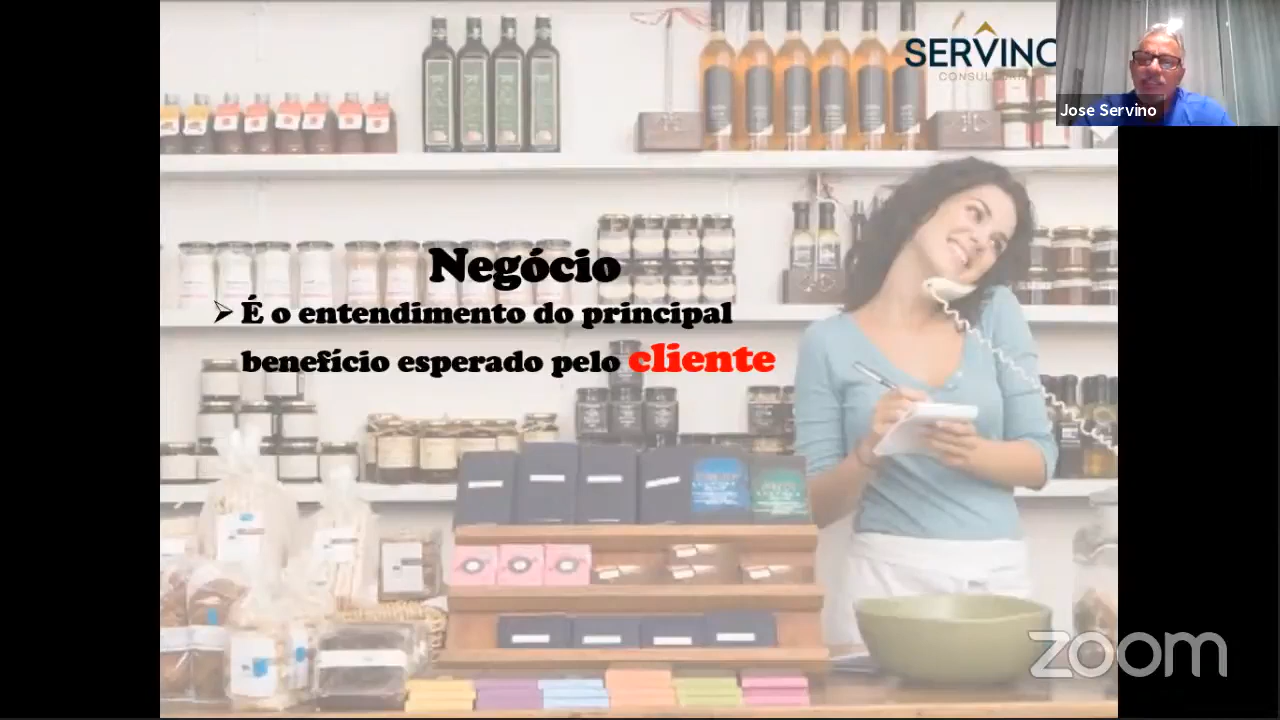 SERVINO
CONSULTORIA
Jose Servino
Negócio
➢ É o entendimento do principal
benefício esperado pelo cliente
zoom